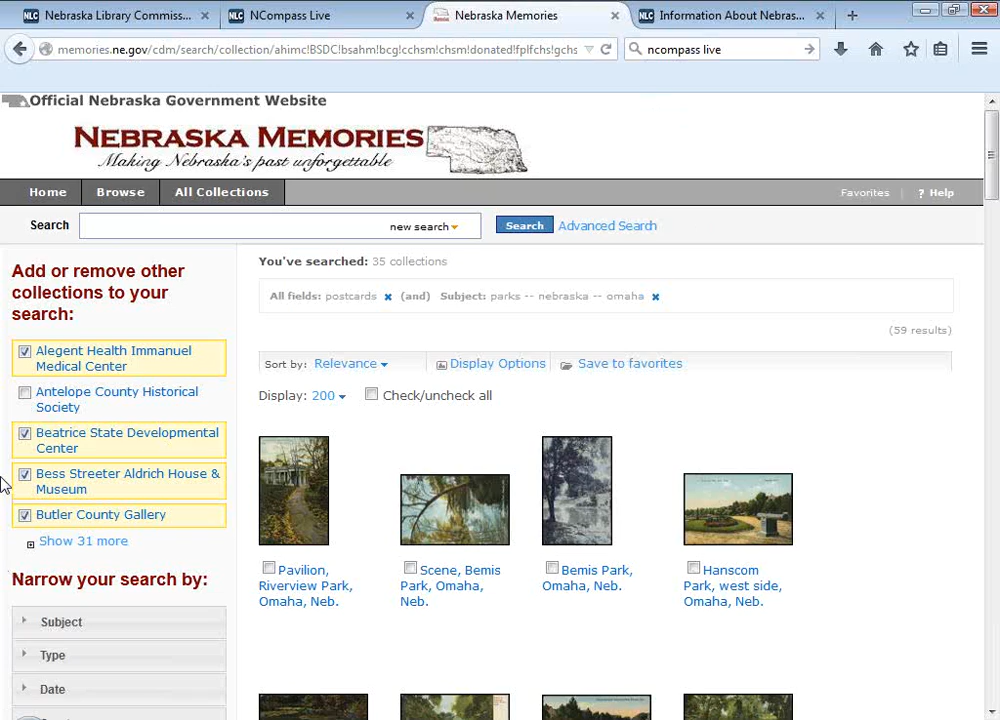 Nebraska Library Commiss...
NCompass Live
Nebraska Memories
Information About Nebras...
memories.ne.gov/cdm/search/collection/ahimc!BSDC!bsahm!bcg!cchsm!chsm!donated!fplfchs!gchs
ncompass live
Official Nebraska Government Website
NEBRASKA MEMORIES
Making Nebraska's past unforgettable
Home
Browse
All Collections
Favorites
? Help
Search
new search
Search
Advanced Search
Add or remove other
collections to your
search:
Alegent Health Immanuel
Medical Center
Antelope County Historical
Society
Beatrice State Developmental
Center
Bess Streeter Aldrich House &
Museum
Butler County Gallery
Show 31 more
Narrow your search by:
Subject
Type
Date
You've searched: 35 collections
All fields: postcards (and) Subject: parks -- nebraska -- omaha
(59 results)
Sort by: Relevance
Display Options
Save to favorites
Display: 200
Check/uncheck all
Pavilion,
Riverview Park,
Omaha, Neb.
Scene, Bemis
Park, Omaha,
Neb.
Bemis Park,
Omaha, Neb.
Hanscom
Park, west side,
Omaha, Neb.